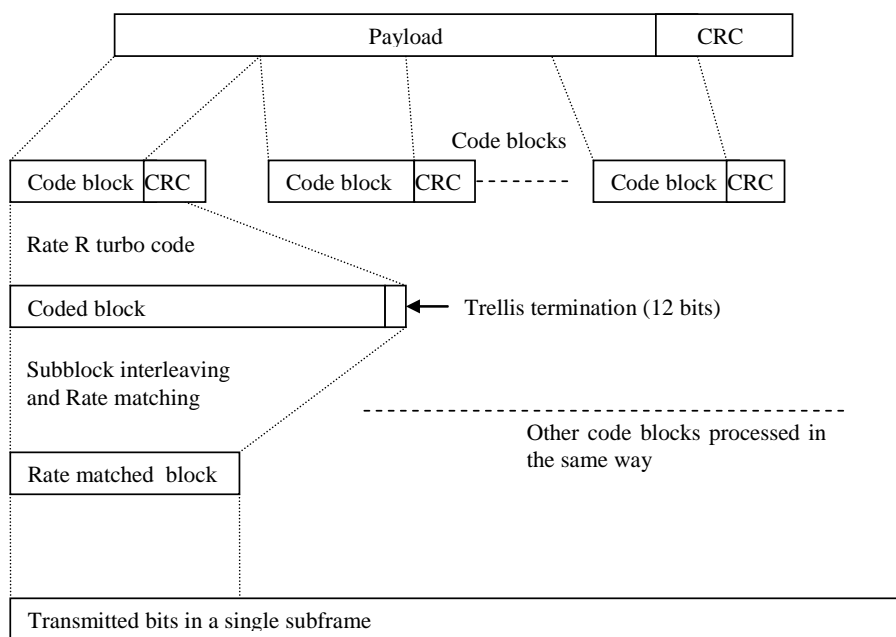 Payload CRC
Code blocks
Code block CRC Code block CRC Code block CRC
Rate R turbo code
Coded block
Trellis termination (12 bits)
Subblock interleaving
and Rate matching
Other code blocks processed in
the same way
Rate matched block
Transmitted bits in a single subframe